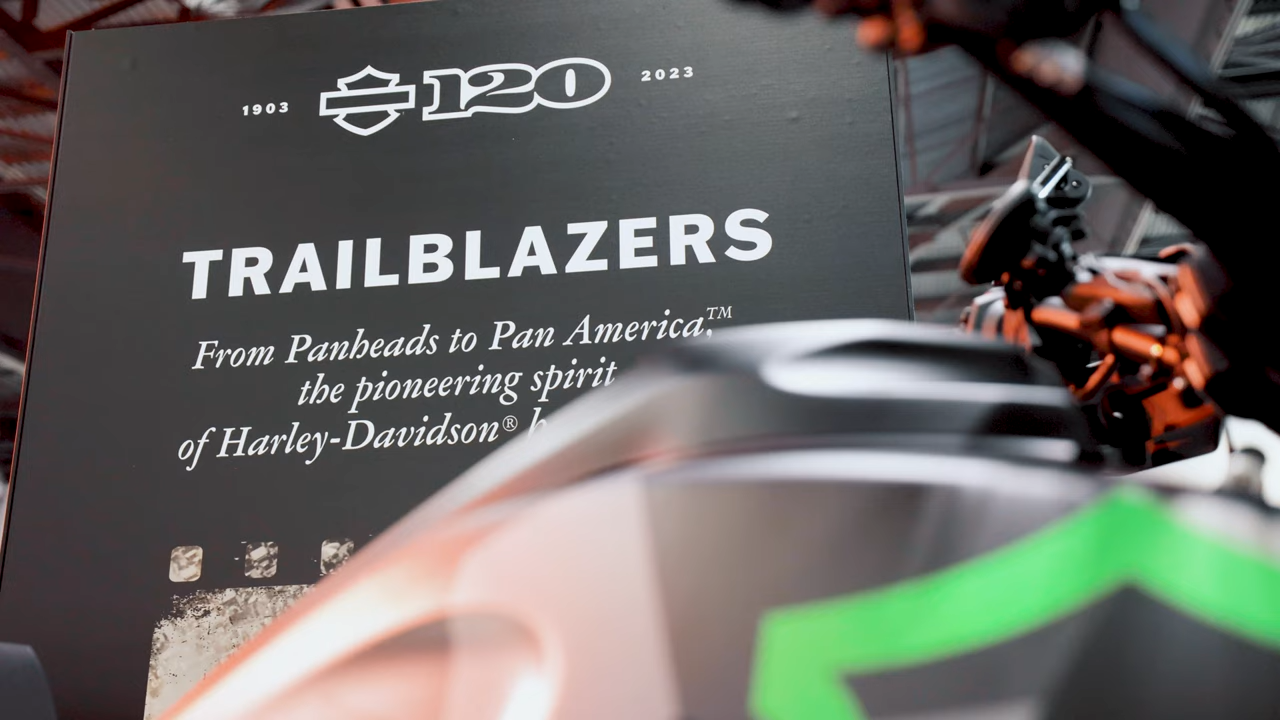 1903 120 2023
TRAILBLAZERS
From Panheads to Pan America,™
the pioneering spirit
of Harley-Davidson®